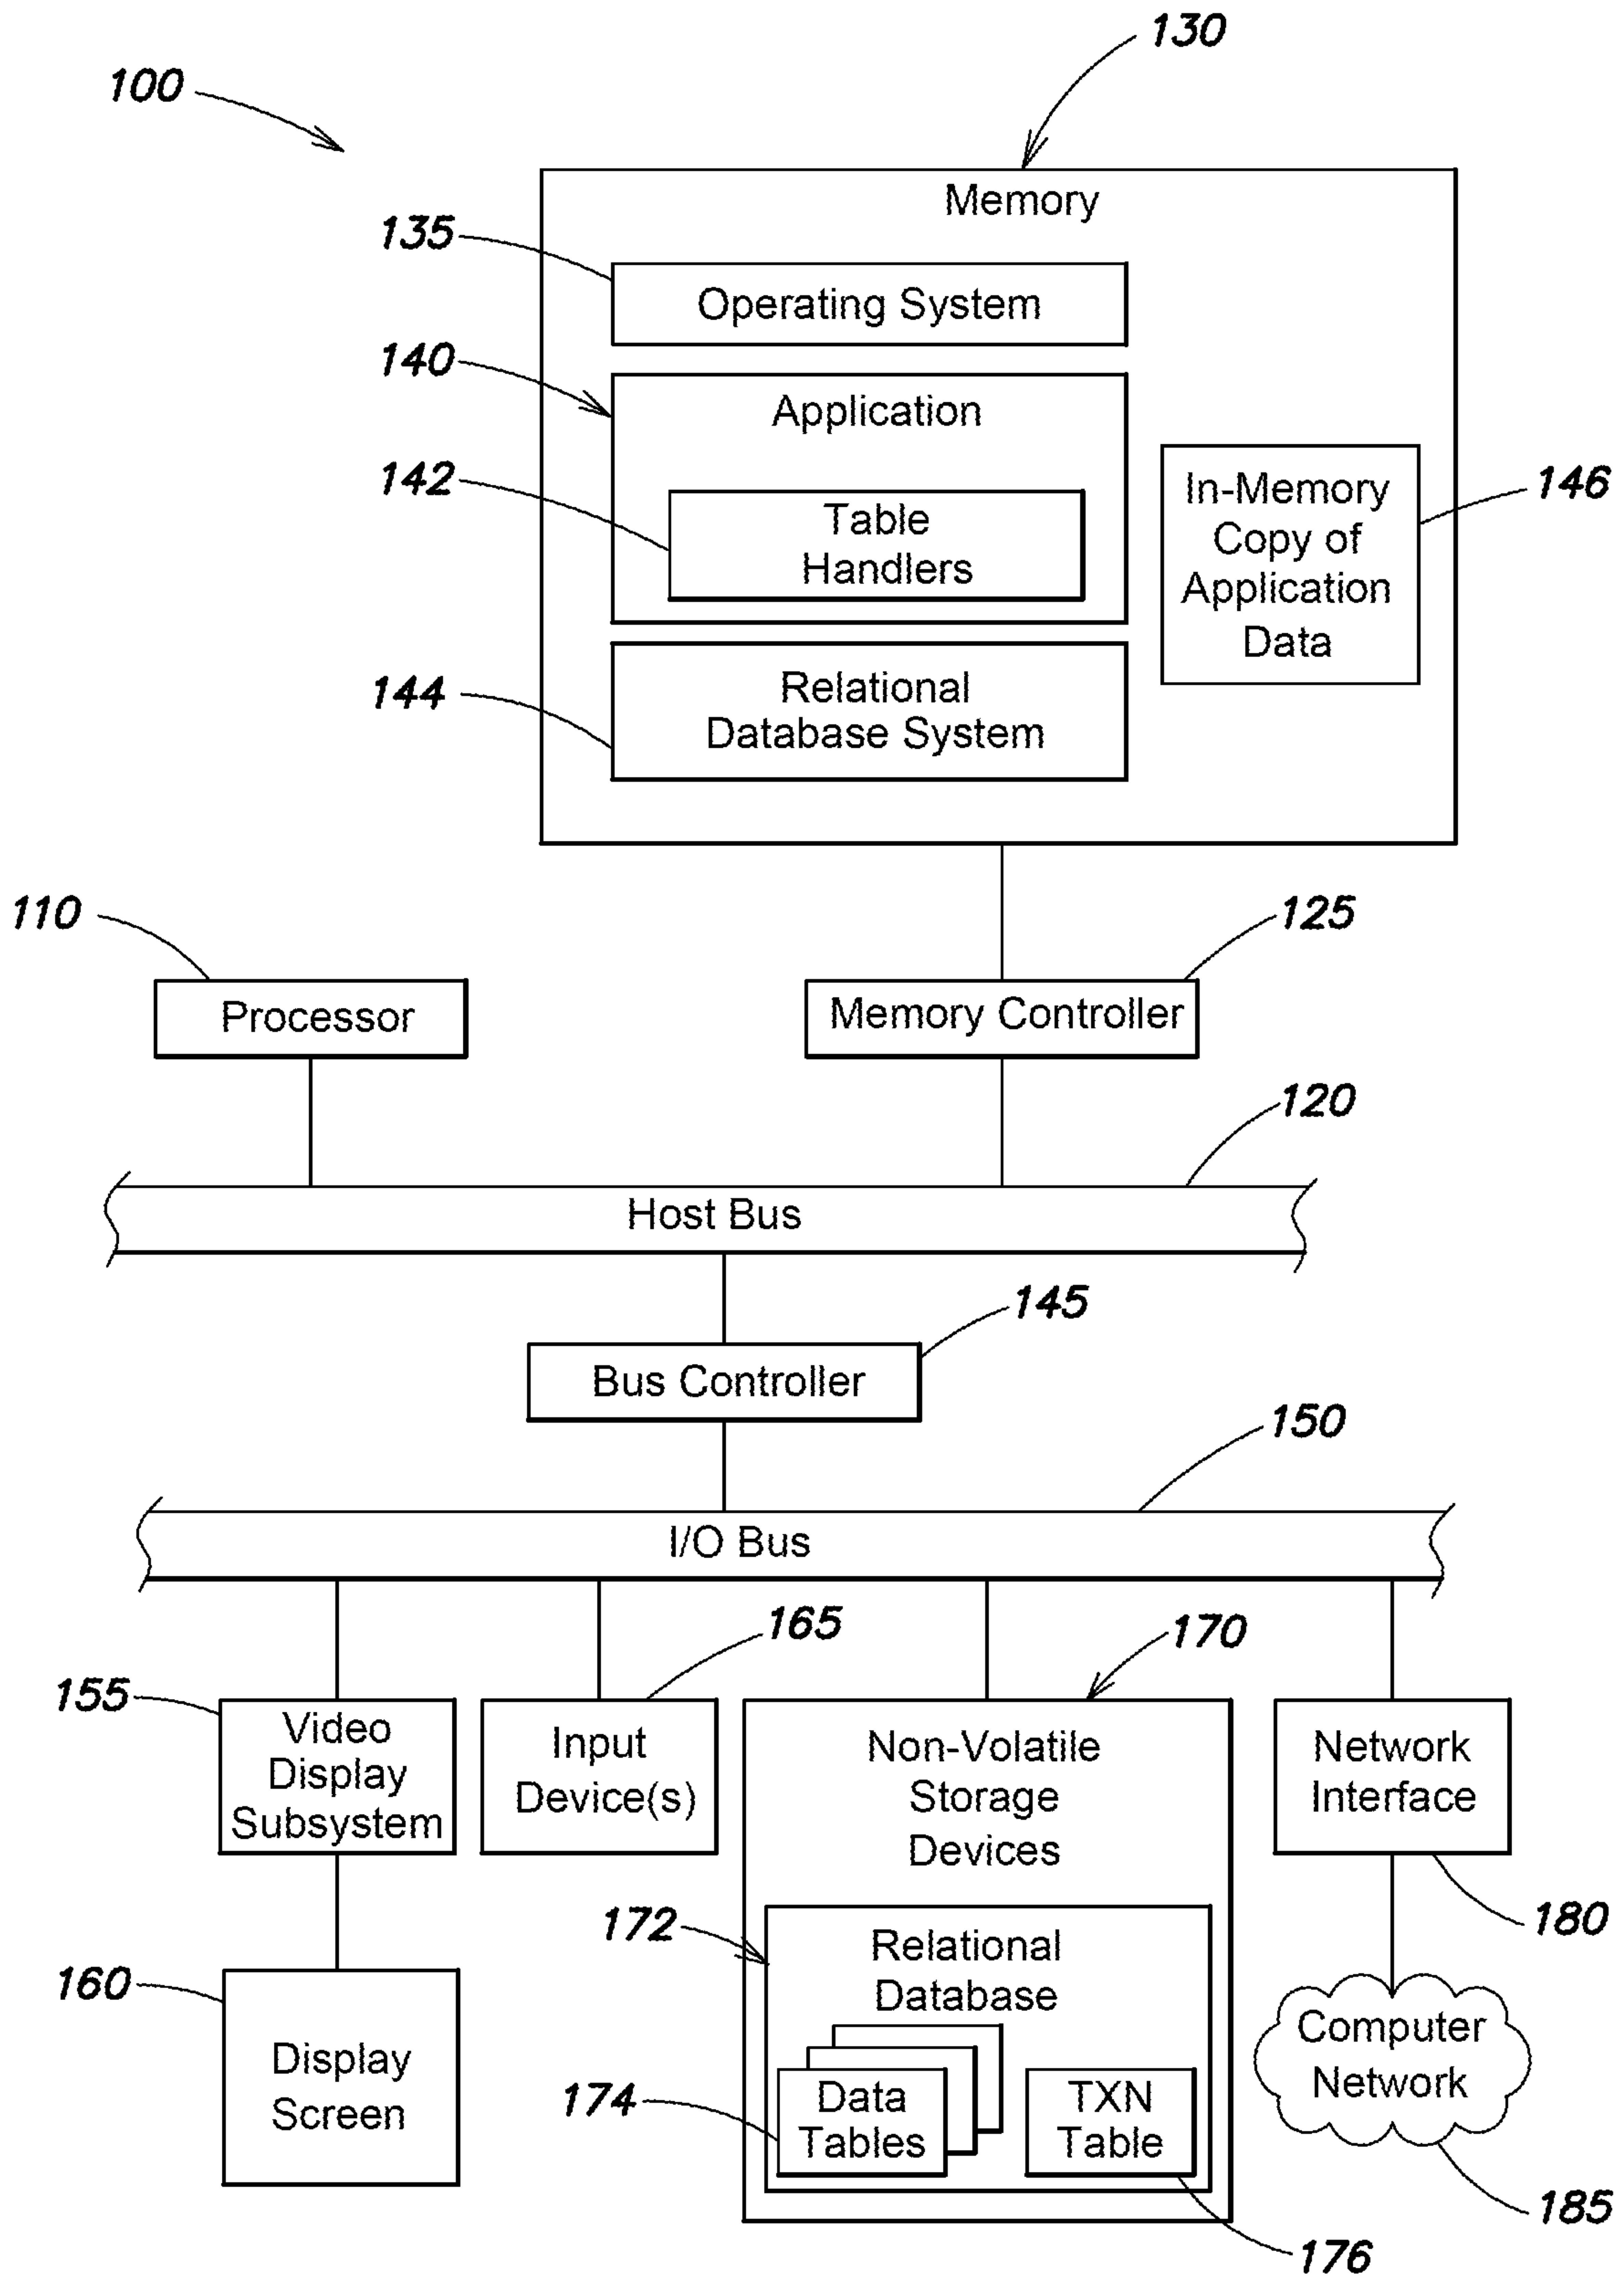 130
100
Memory
135
Operating System
140
Application
142
Table
Handlers
In-Memory
Copy of
Application
Data
146
144
Relational
Database System
110
125
Processor
Memory Controller
120
Host Bus
145
Bus Controller
150
I/O Bus
165
170
155
Video
Display
Subsystem
Input
Device(s)
Non-Volatile
Storage
Devices
Network
Interface
172
Relational
Database
180
160
Display
Screen
174
Data
Tables
TXN
Table
Computer
Network
185
176